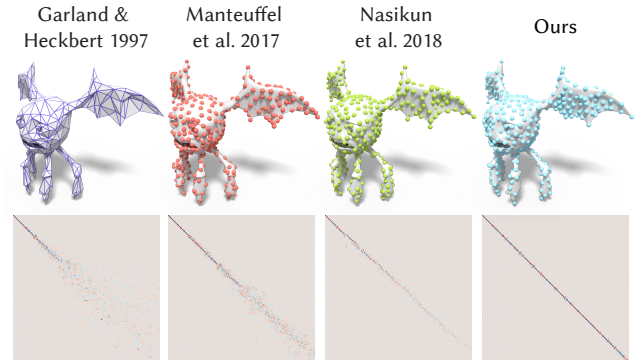 Garland &
Heckbert 1997
Manteuffel
et al. 2017
Nasikun
et al. 2018
Ours